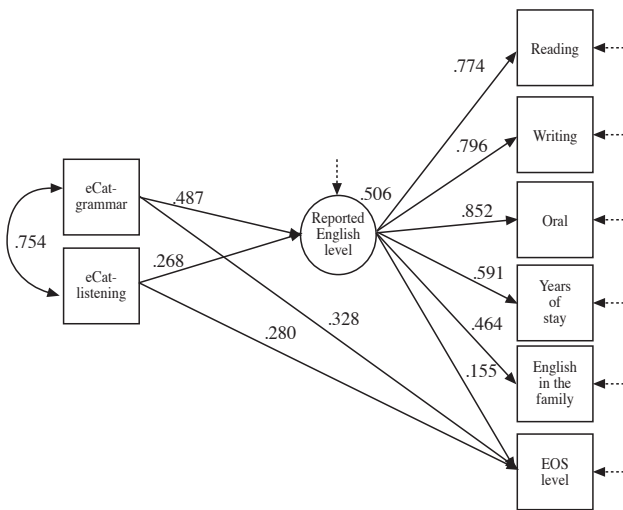 Reading
.774
Writing
.796
eCat-
grammar
.487
.506
Reported
English
level
.852
Oral
.754
.268
eCat-
listening
.591
Years
of
stay
.328
.280
.464
.155
English
in the
family
EOS
level